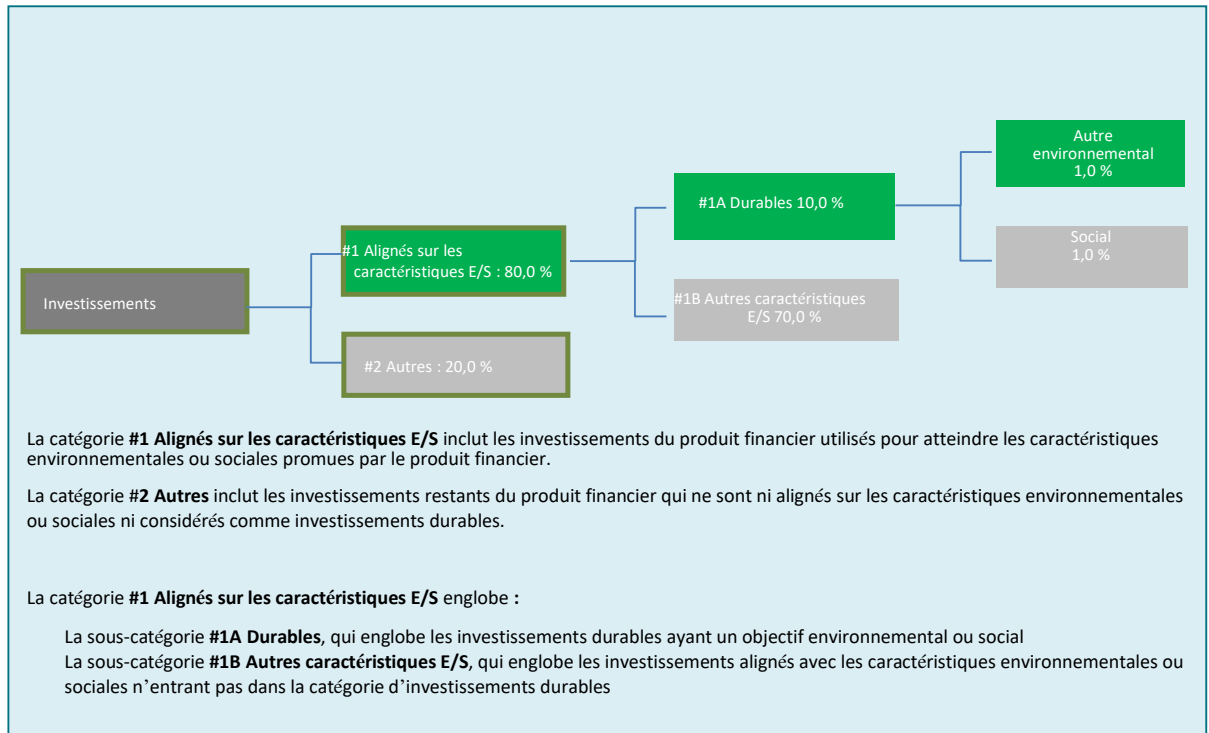 Investissements
#1 Alignés sur les
caractéristiques E/S : 80,0 %
#2 Autres : 20,0 %
#1A Durables 10,0 %
#1B Autres caractéristiques
E/S 70,0 %
Autre
environnemental
1,0 %
Social
1,0 %
La catégorie #1 Alignés sur les caractéristiques E/S inclut les investissements du produit financier utilisés pour atteindre les caractéristiques
environnementales ou sociales promues par le produit financier.
La catégorie #2 Autres inclut les investissements restants du produit financier qui ne sont ni alignés sur les caractéristiques environnementales
ou sociales ni considérés comme investissements durables.
La catégorie #1 Alignés sur les caractéristiques E/S englobe :
La sous-catégorie #1A Durables, qui englobe les investissements durables ayant un objectif environnemental ou social
La sous-catégorie #1B Autres caractéristiques E/S, qui englobe les investissements alignés avec les caractéristiques environnementales ou
sociales n’entrant pas dans la catégorie d’investissements durables